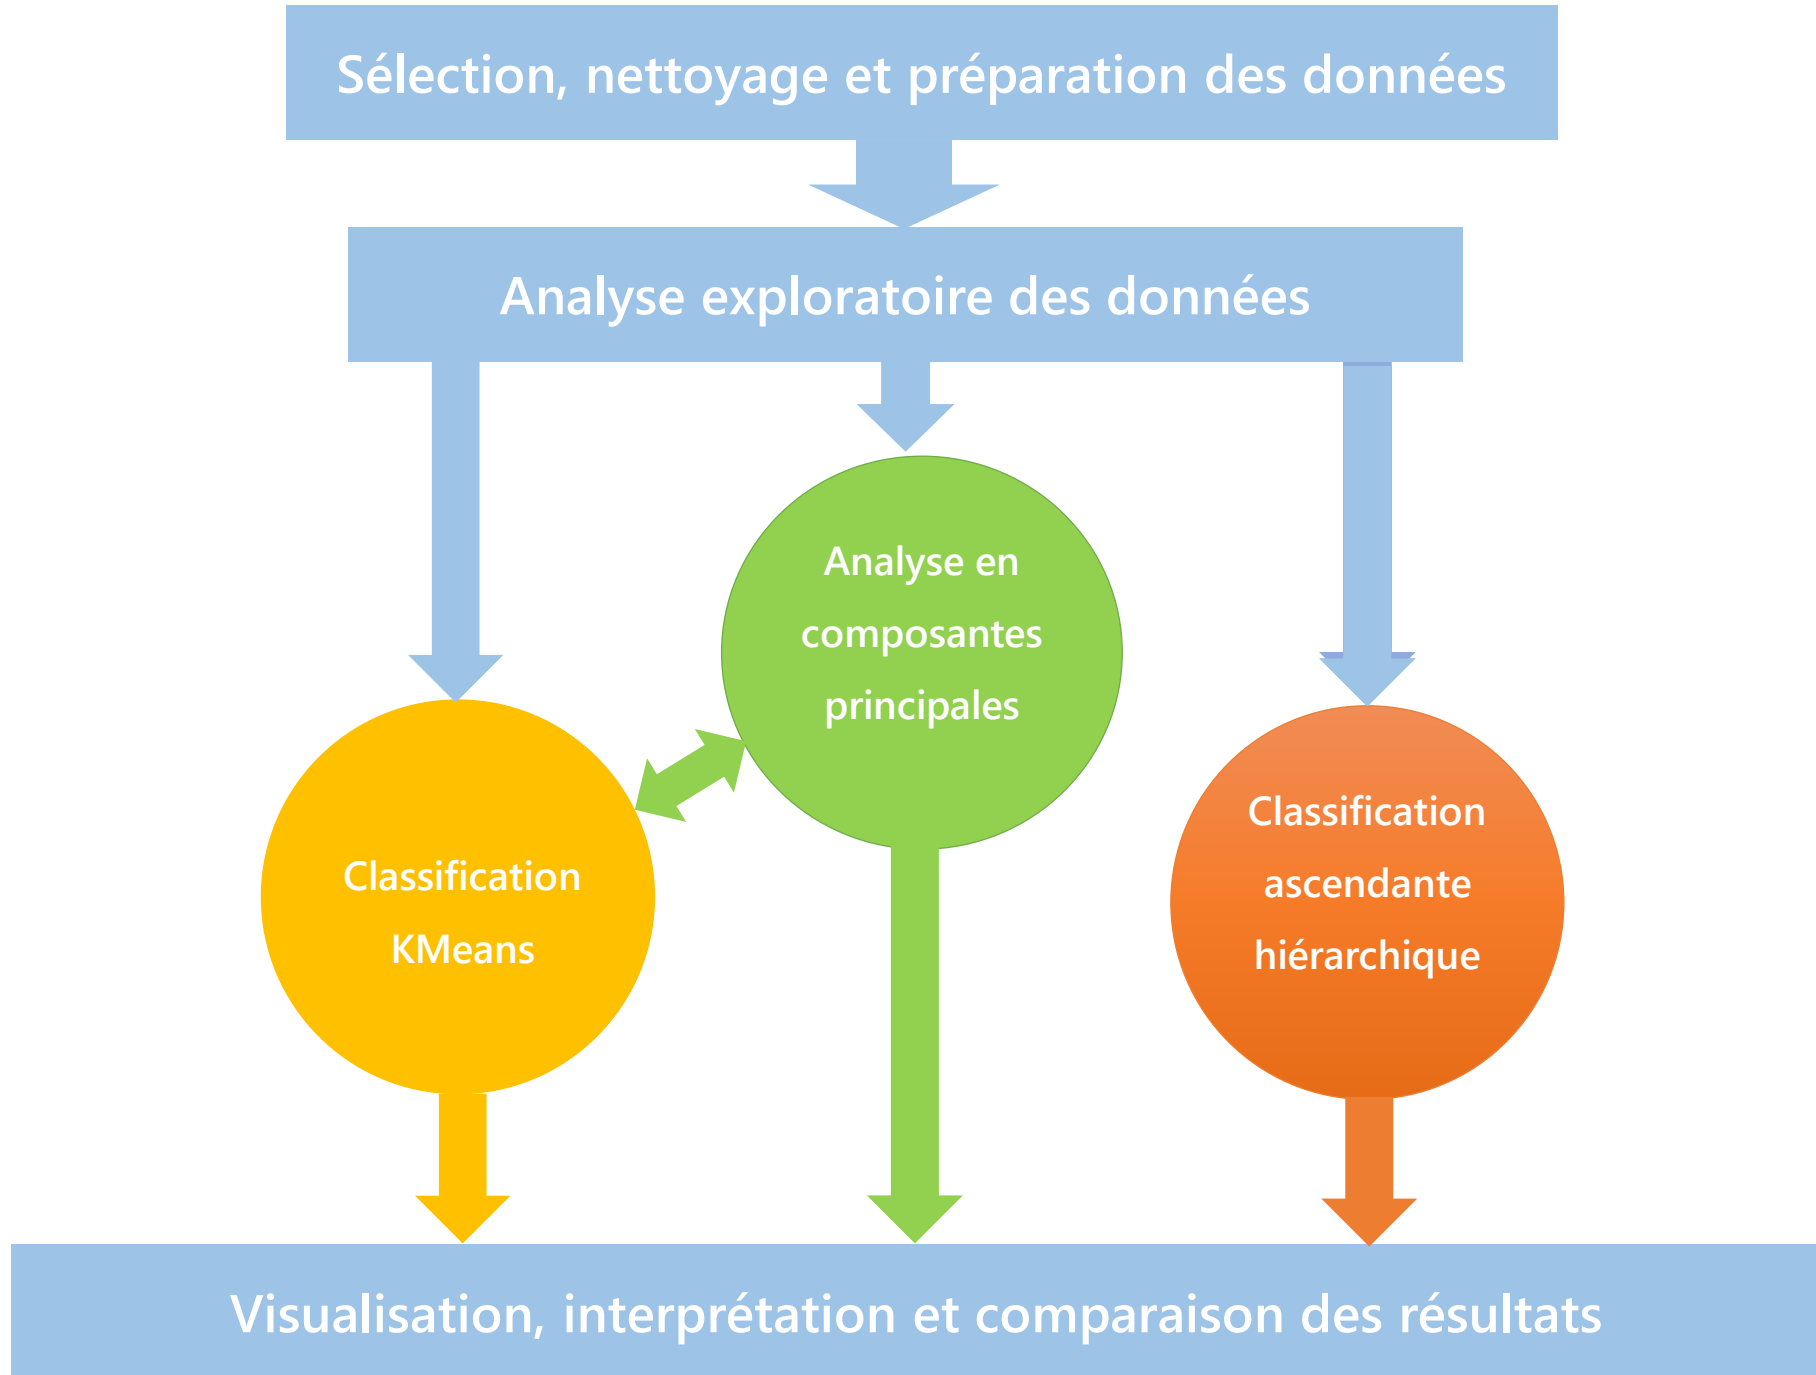 Sélection, nettoyage et préparation des données
Analyse exploratoire des données
Analyse en
composantes
principales
Classification
KMeans
Classification
ascendante
hiérarchique
Visualisation, interprétation et comparaison des résultats